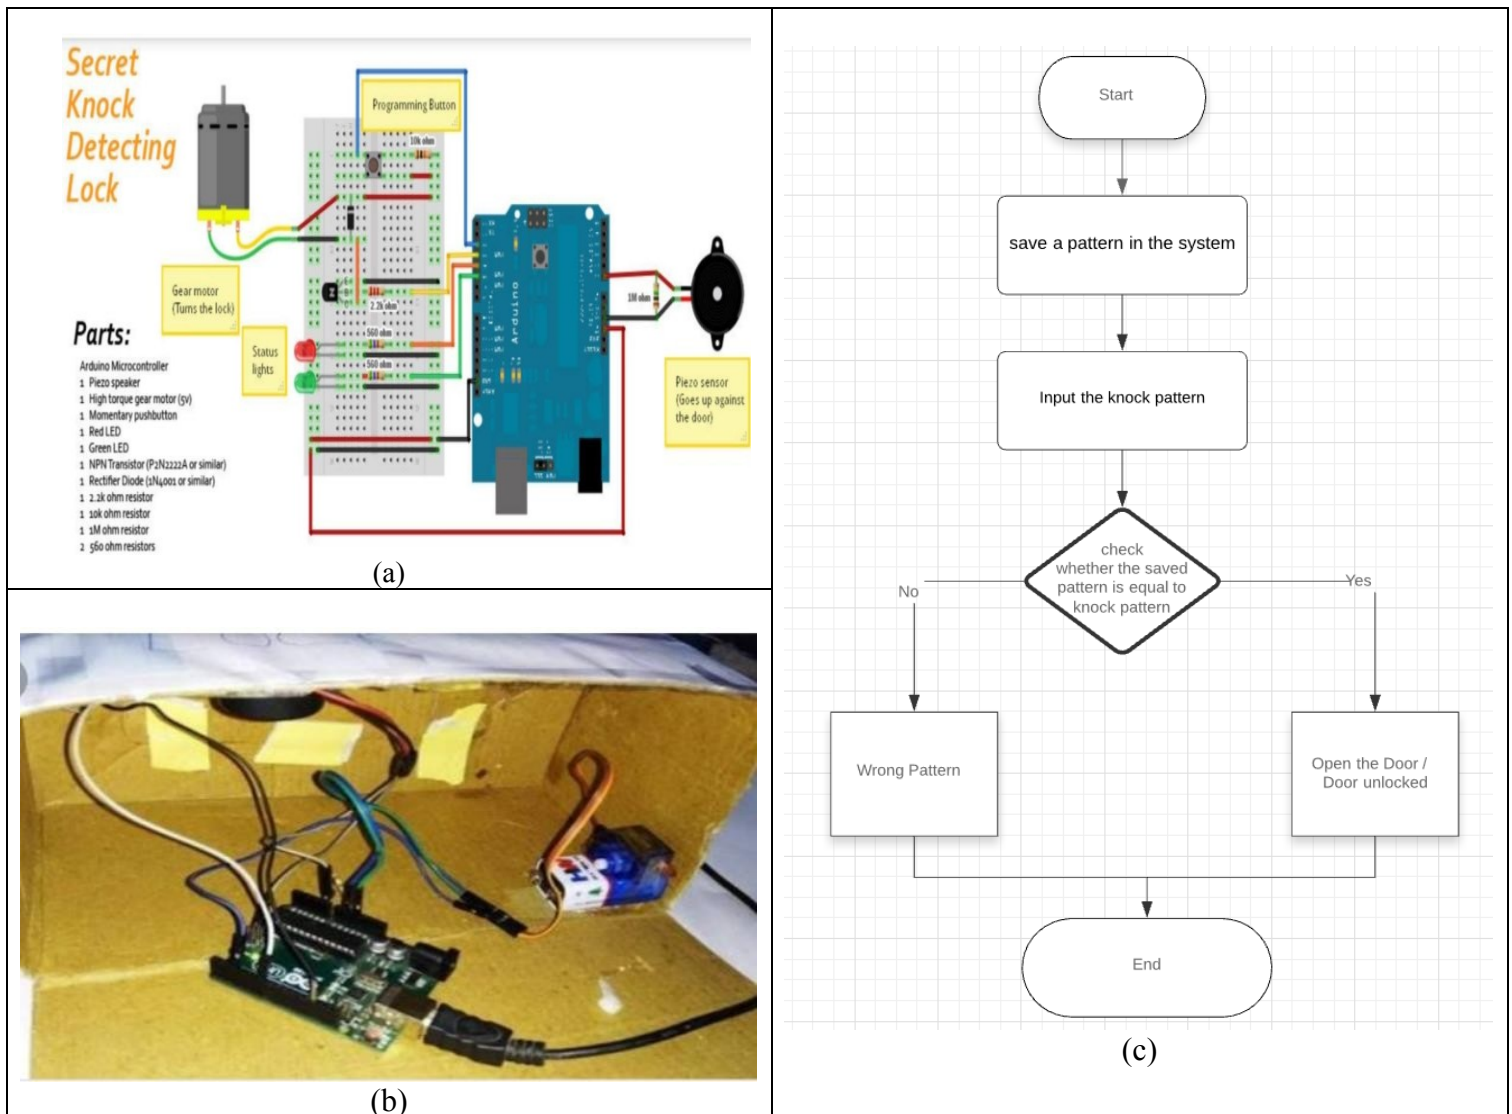 Secret
Knock
Detecting
Lock
Programming Button
10k ohm
Gear motor
(Turns the lock)
2.2k ohm
560 ohm
Status
lights
560 ohm
Arduino
1M ohm
Piezo sensor
(Goes up against
the door)
Parts:
Arduino Microcontroller
1 Piezo speaker
1 High torque gear motor (5v)
1 Momentary pushbutton
1 Red LED
1 Green LED
1 NPN Transistor (P2N2222A or similar)
1 Rectifier Diode (1N4001 or similar)
1 2.2k ohm resistor
1 10k ohm resistor
1 1M ohm resistor
2 560 ohm resistors
(a)
(b)
Start
save a pattern in the system
Input the knock pattern
check
whether the saved
pattern is equal to
knock pattern
No
Yes
Wrong Pattern
Open the Door /
Door unlocked
End
(c)